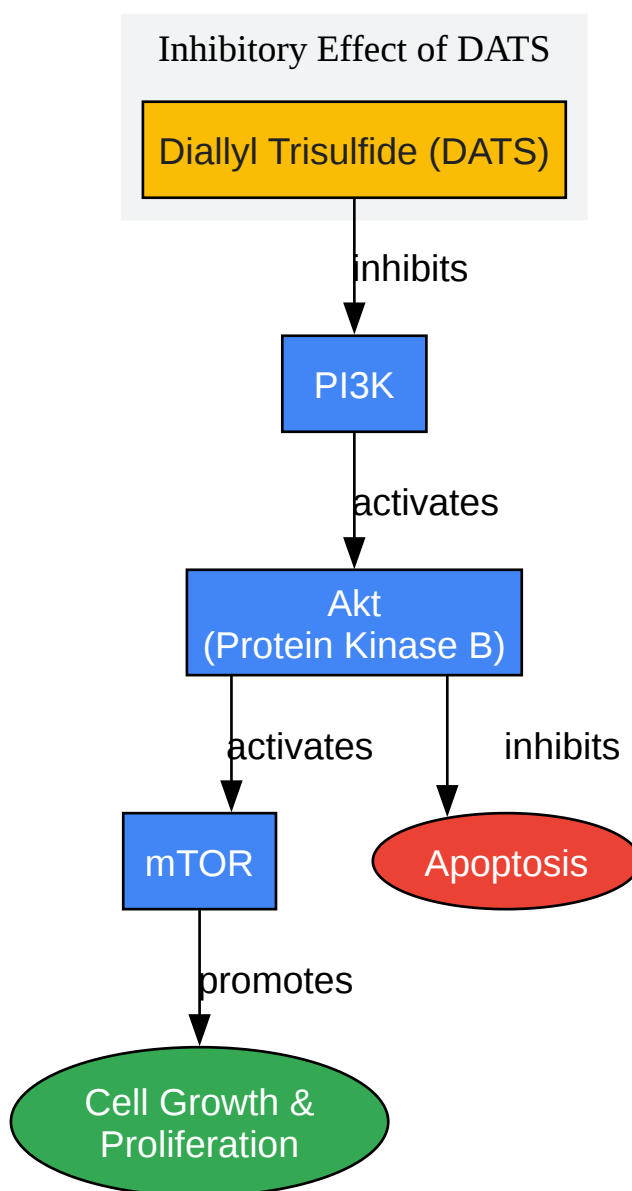 Inhibitory Effect of DATS
Diallyl Trisulfide (DATS)
inhibits
PI3K
activates
Akt
(Protein Kinase B)
activates
inhibits
mTOR
Apoptosis
promotes
Cell Growth &
Proliferation